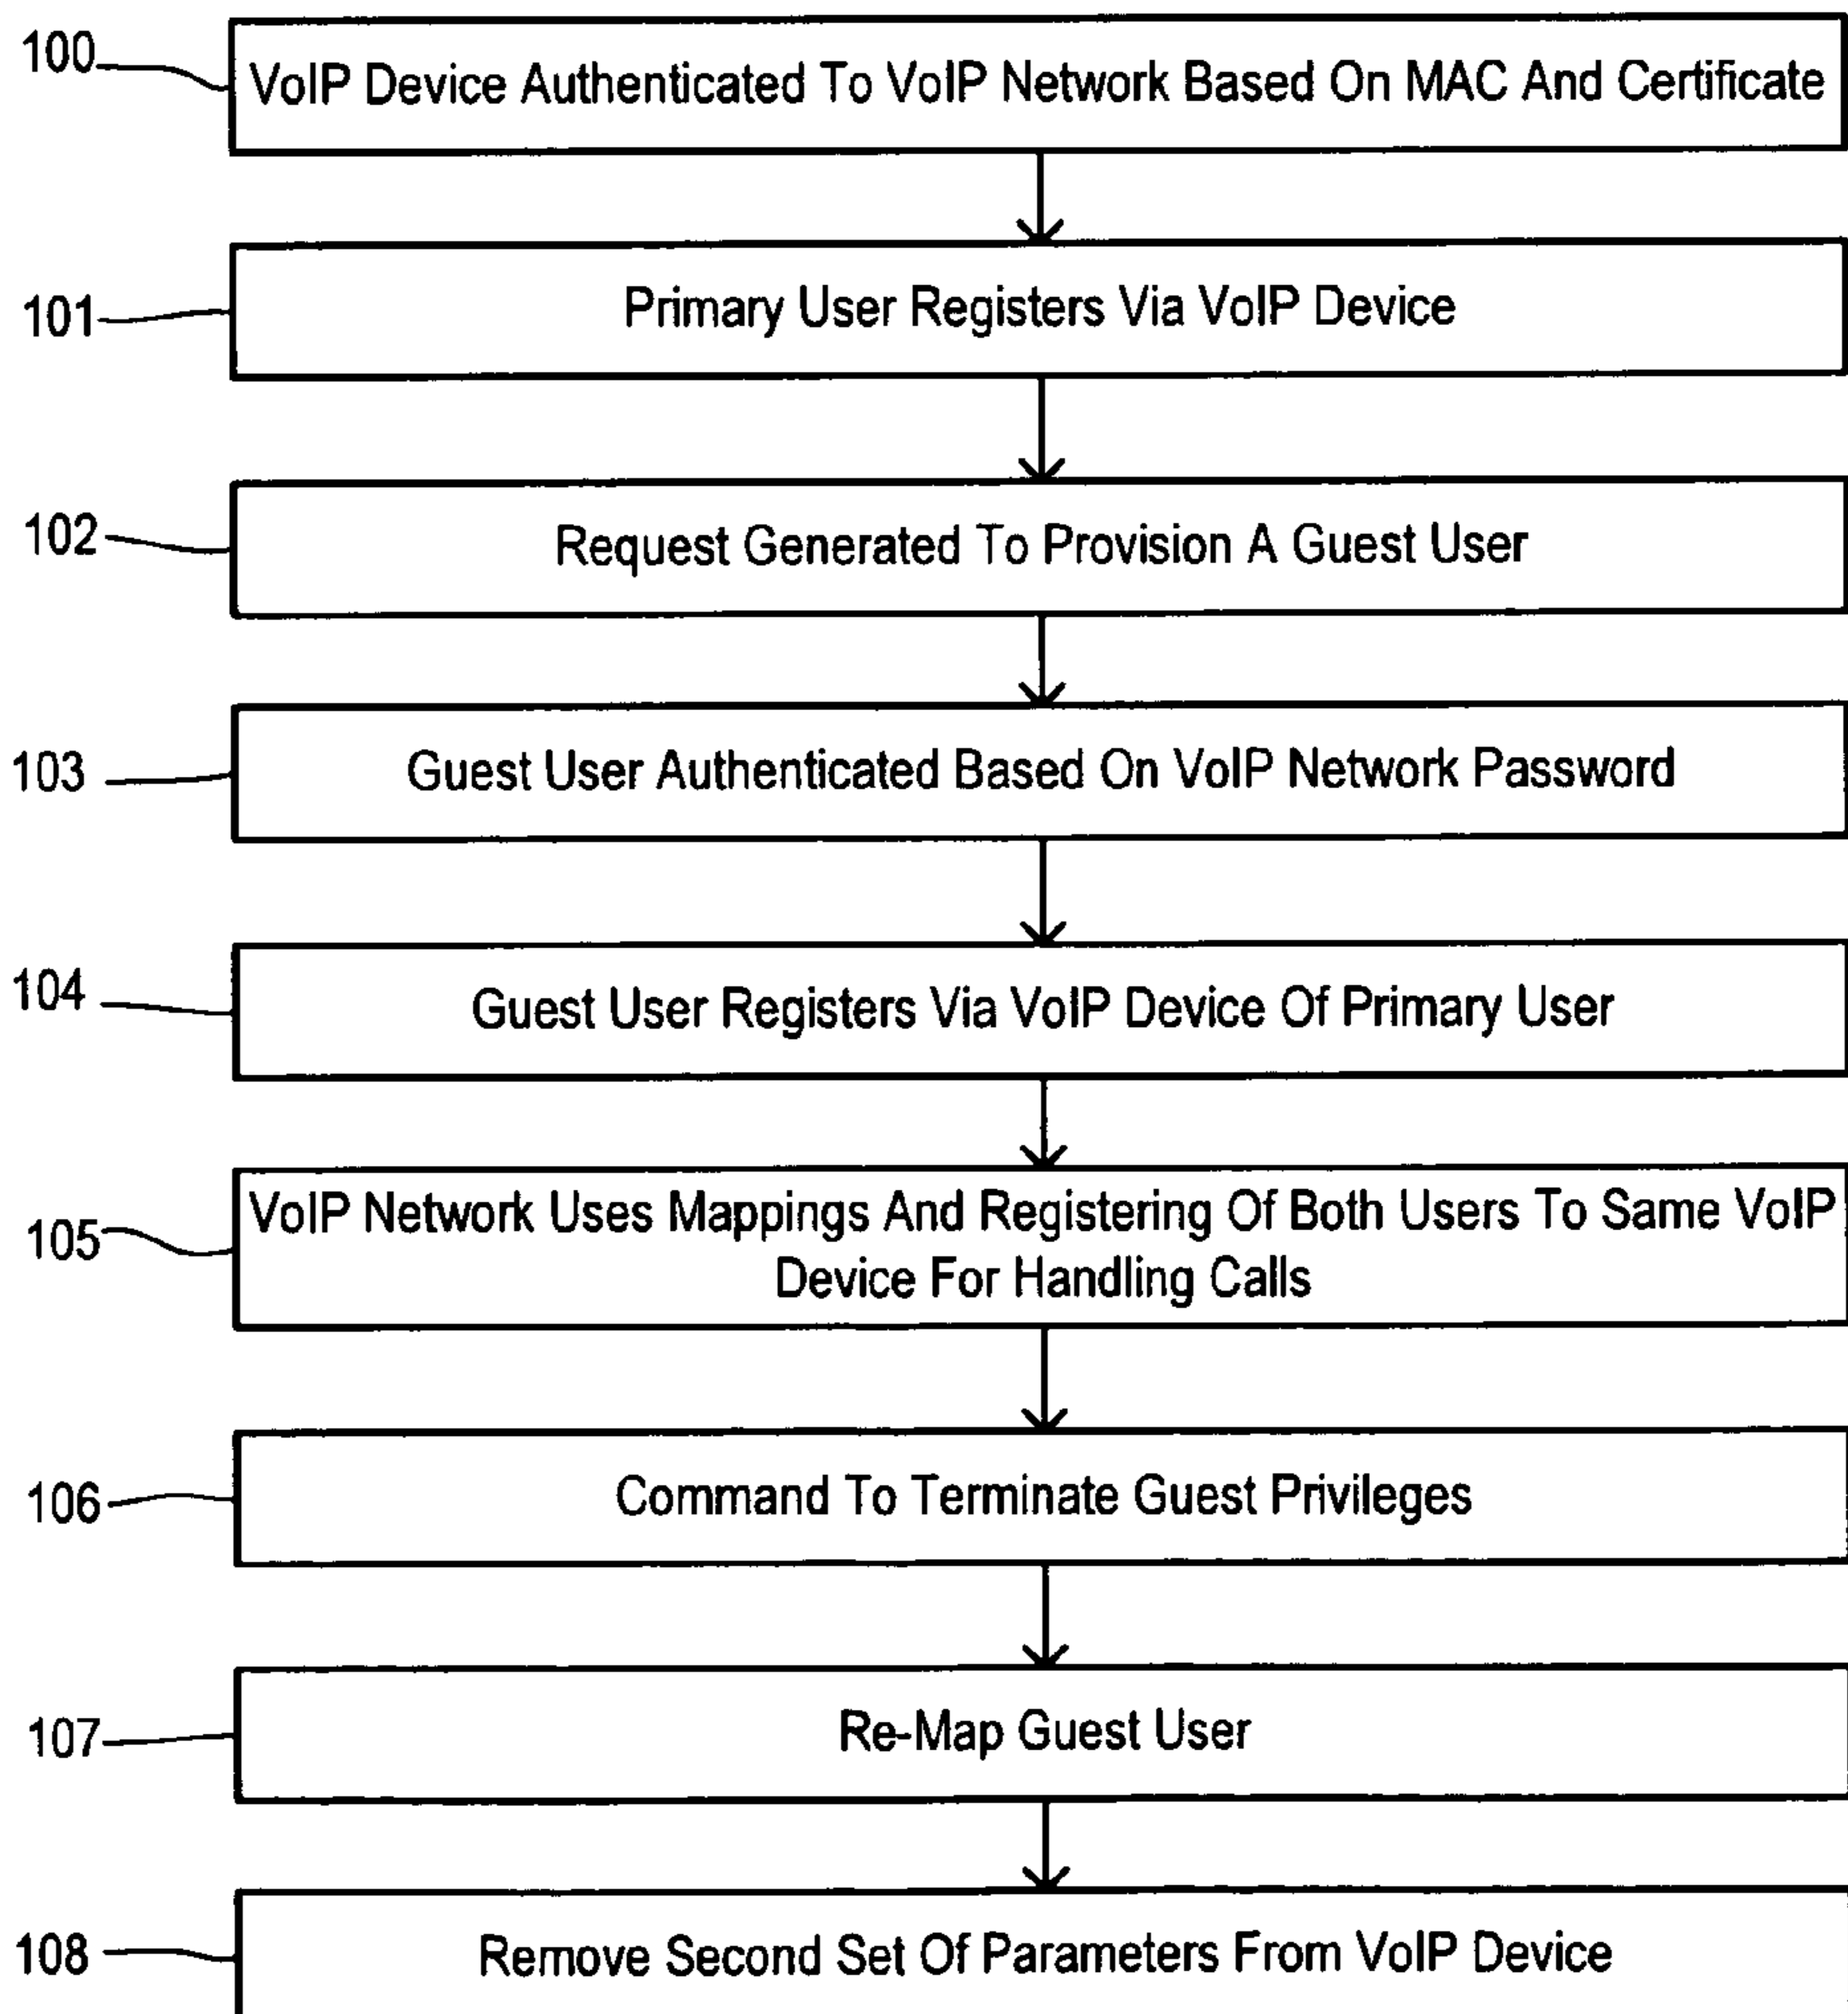 100
VoIP Device Authenticated To VoIP Network Based On MAC And Certificate
101
Primary User Registers Via VoIP Device
102
Request Generated To Provision A Guest User
103
Guest User Authenticated Based On VoIP Network Password
104
Guest User Registers Via VoIP Device Of Primary User
105
VoIP Network Uses Mappings And Registering Of Both Users To Same VoIP
Device For Handling Calls
106
Command To Terminate Guest Privileges
107
Re-Map Guest User
108
Remove Second Set Of Parameters From VoIP Device